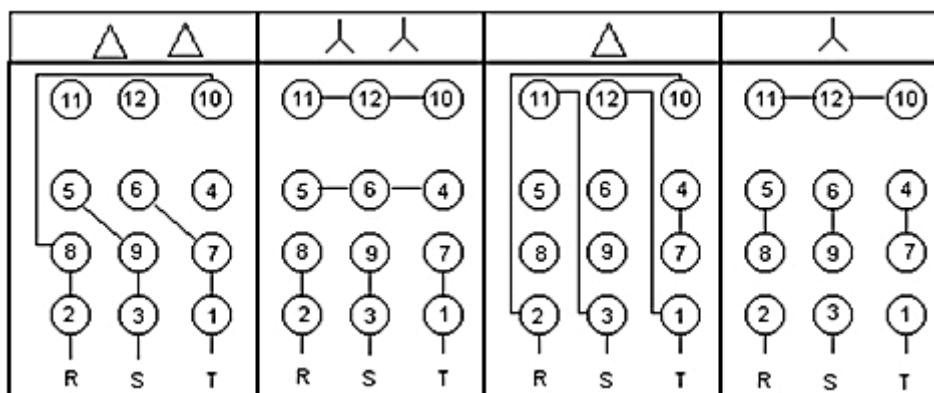 11 12 10 11 12 10 11 12 10 11 12 10
5 6 4 5 6 4 5 6 4 5 6 4
8 9 7 8 9 7 8 9 7 8 9 7
2 3 1 2 3 1 2 3 1 2 3 1
R S T R S T R S T R S T